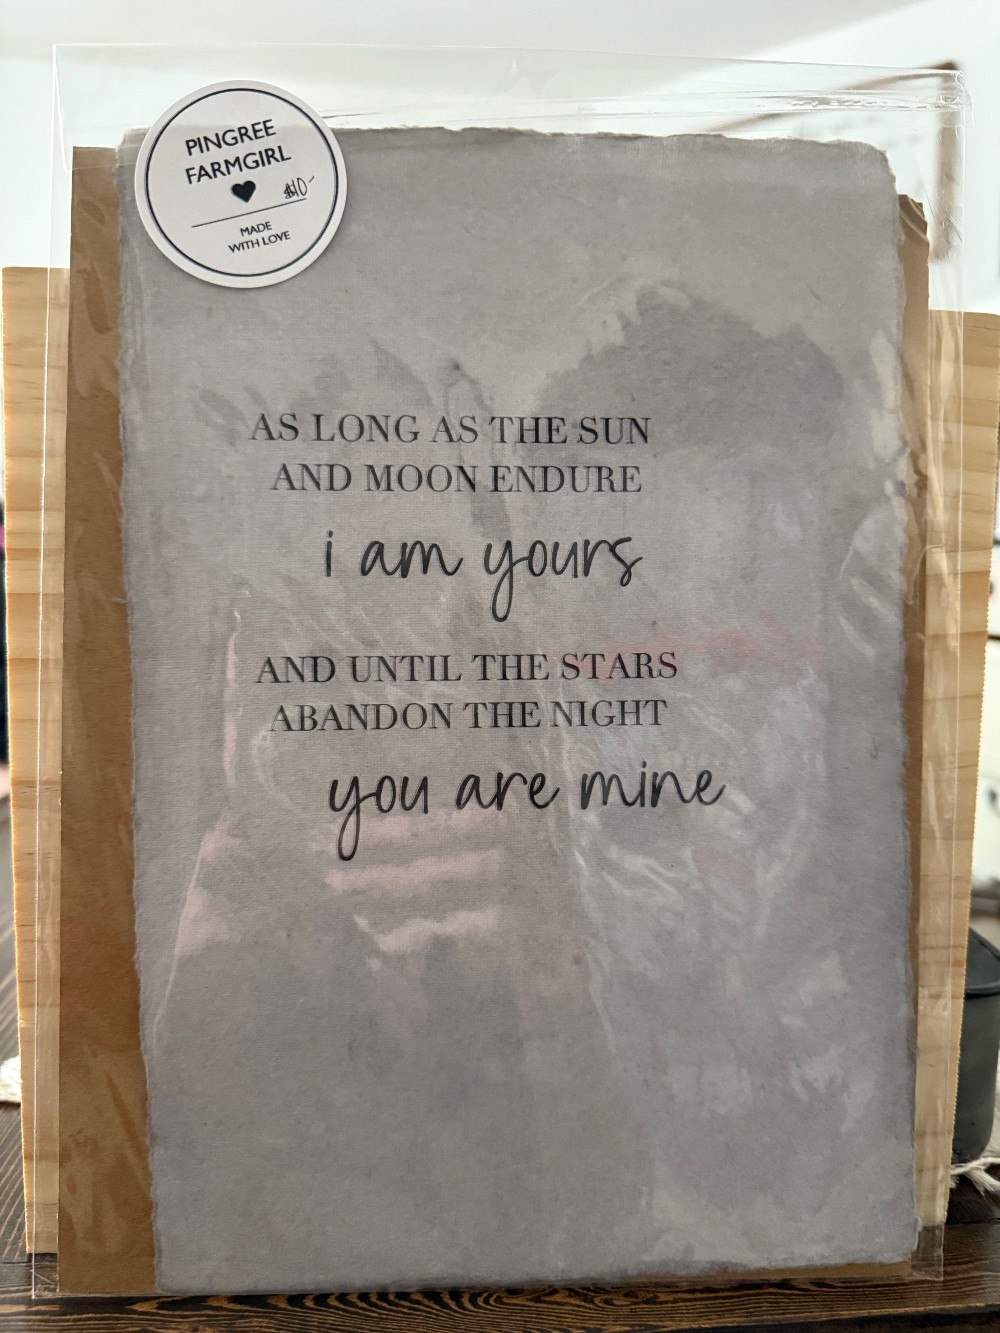 PINGREE
FARMGIRL
$10-
MADE
WITH LOVE
AS LONG AS THE SUN
AND MOON ENDURE
i am yours
AND UNTIL THE STARS
ABANDON THE NIGHT
you are mine